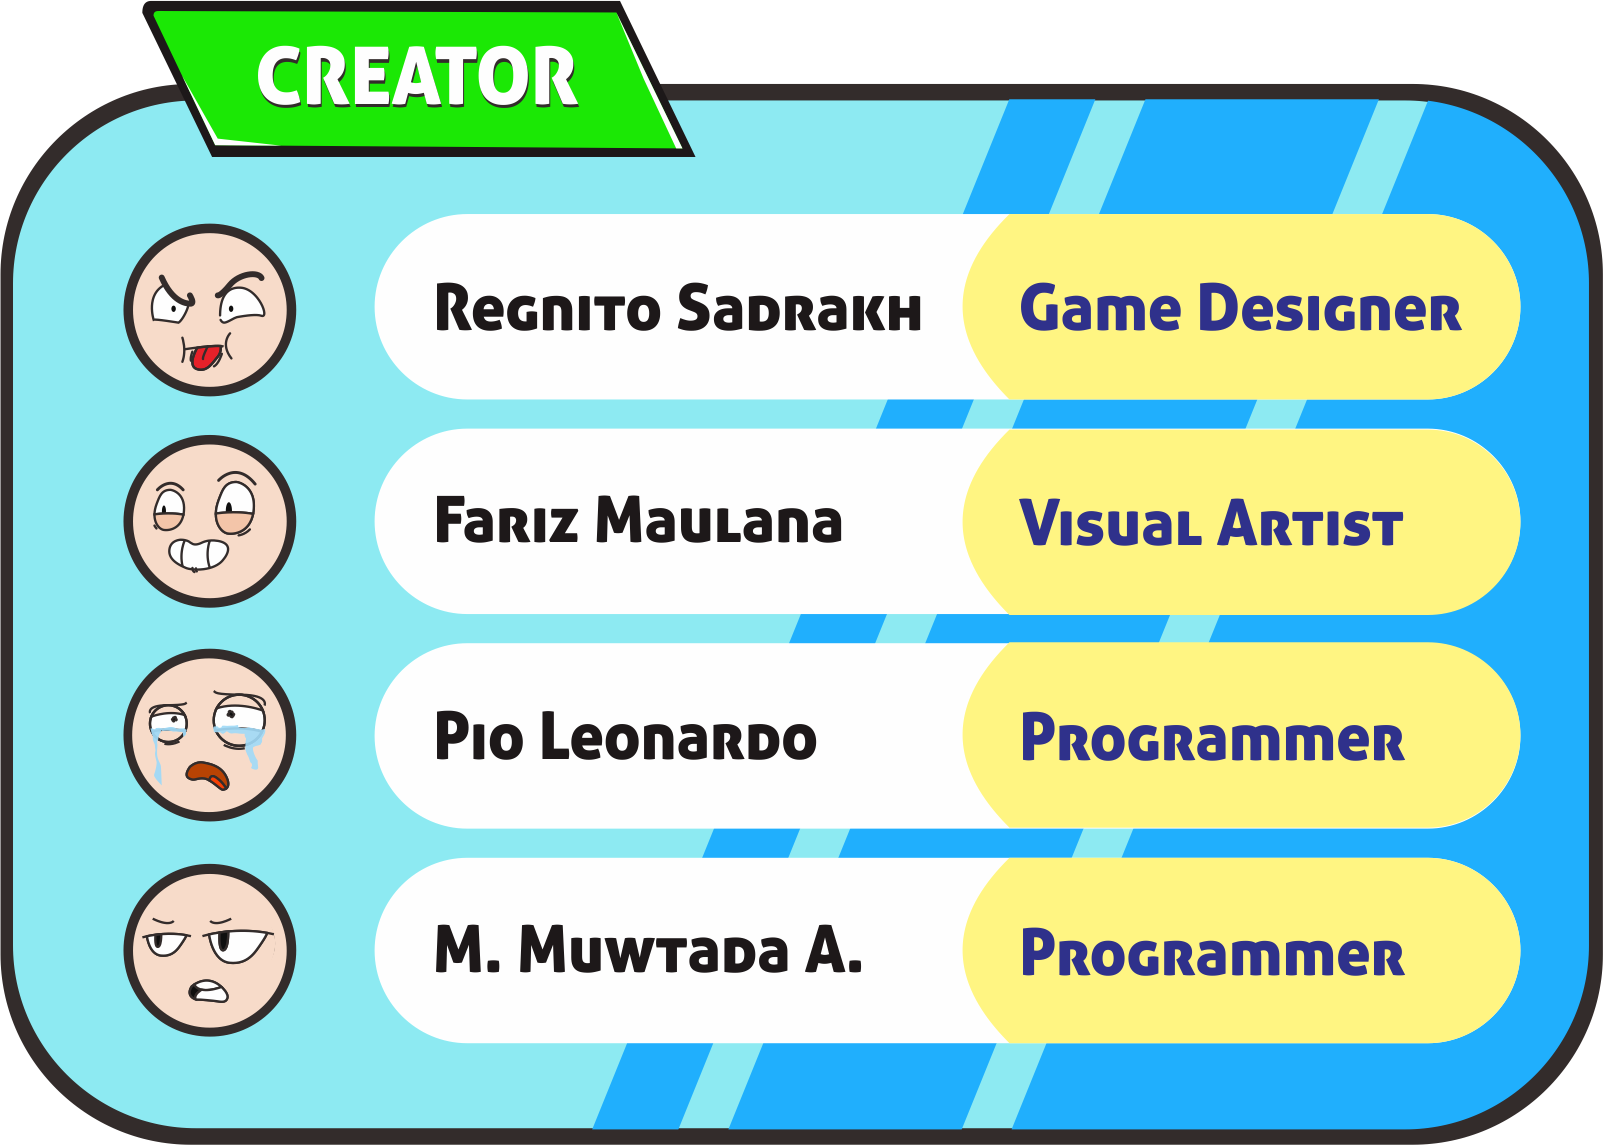 CREATOR
Regnito Sadrakh Game Designer
Fariz Maulana Visual Artist
Pio Leonardo Programmer
M. Muwtada A. Programmer